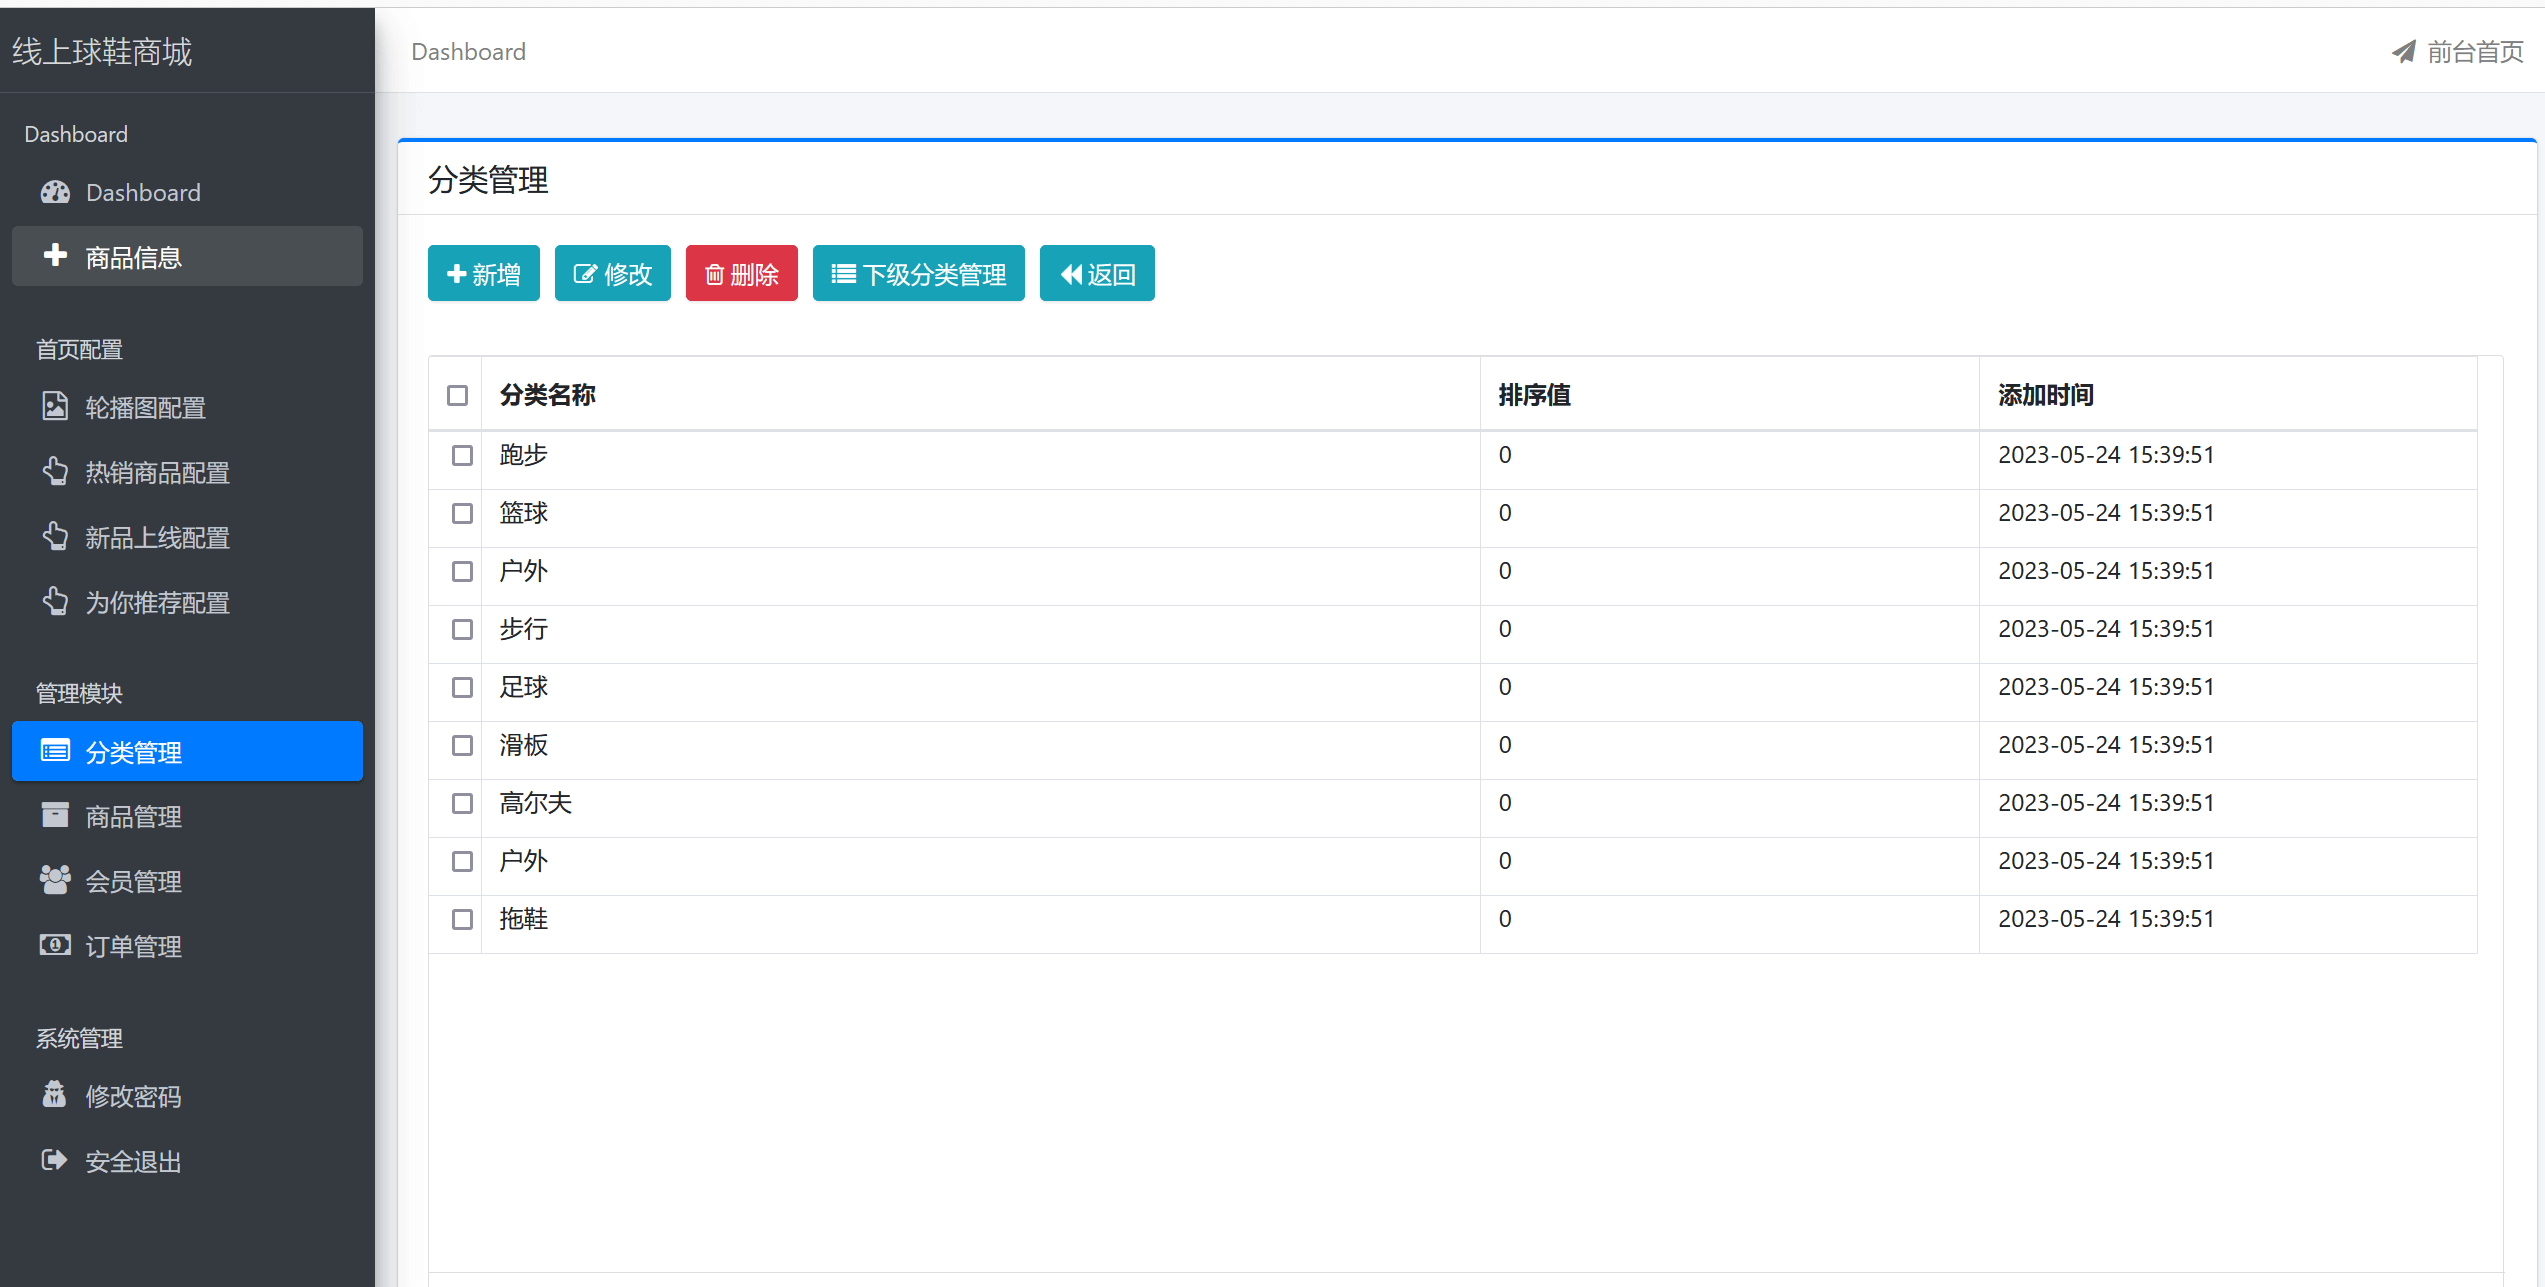 线上球鞋商城
Dashboard
前台首页
Dashboard
Dashboard
商品信息
首页配置
轮播图配置
热销商品配置
新品上线配置
为你推荐配置
管理模块
分类管理
商品管理
会员管理
订单管理
系统管理
修改密码
安全退出
分类管理
新增 修改 删除 下级分类管理 返回
分类名称 排序值 添加时间
跑步 0 2023-05-24 15:39:51
篮球 0 2023-05-24 15:39:51
户外 0 2023-05-24 15:39:51
步行 0 2023-05-24 15:39:51
足球 0 2023-05-24 15:39:51
滑板 0 2023-05-24 15:39:51
高尔夫 0 2023-05-24 15:39:51
户外 0 2023-05-24 15:39:51
拖鞋 0 2023-05-24 15:39:51